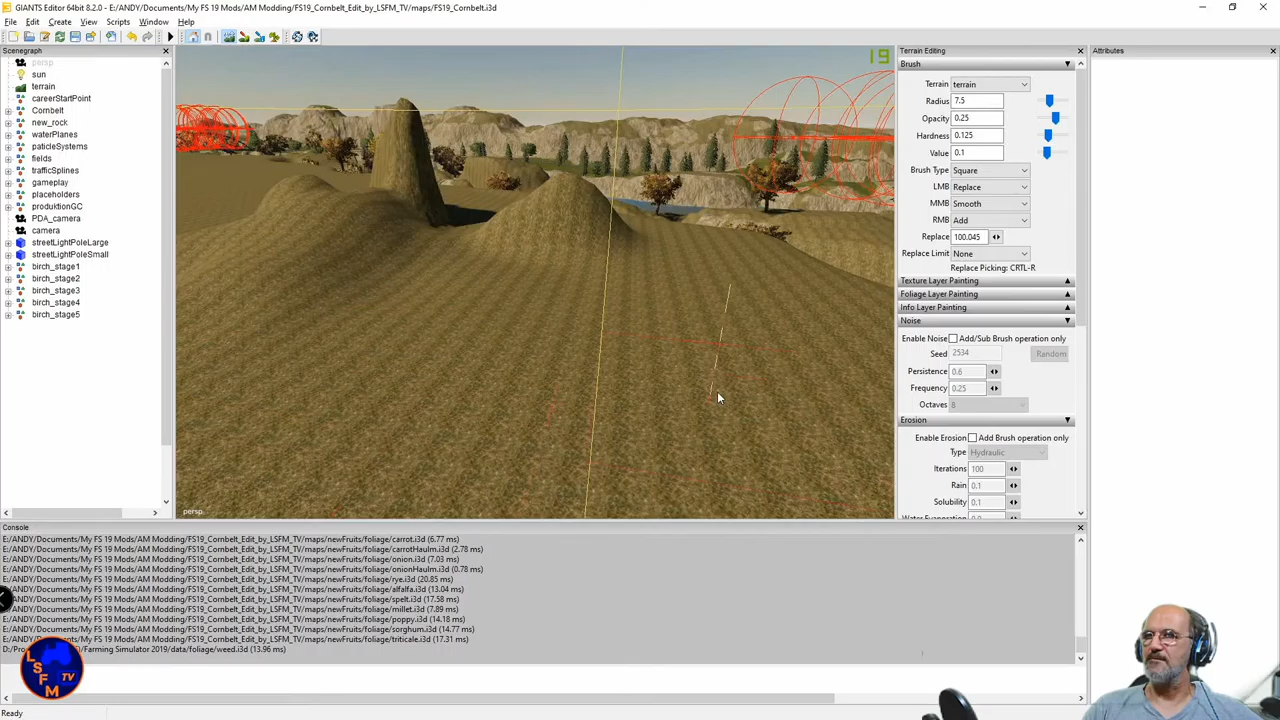 GIANTS Editor 64bit 8.2.0 - E:/ANDY/Documents/My FS 19 Mods/AM Modding/FS19_Cornbelt_Edit_by_LSFM_TV/maps/FS19_Cornbelt.i3d
File Edit Create View Scripts Window Help
Scenegraph
persp
sun
terrain
careerStartPoint
Cornbelt
new_rock
waterPlanes
paticleSystems
fields
trafficSplines
gameplay
placeholders
produktionGC
PDA_camera
camera
streetLightPoleLarge
streetLightPoleSmall
birch_stage1
birch_stage2
birch_stage3
birch_stage4
birch_stage5
19
persp
Terrain Editing
Brush
Terrain terrain
Radius 7.5
Opacity 0.25
Hardness 0.125
Value 0.1
Brush Type Square
LMB Replace
MMB Smooth
RMB Add
Replace 100.045
Replace Limit None
Replace Picking: CRTL-R
Texture Layer Painting
Foliage Layer Painting
Info Layer Painting
Noise
Enable Noise Add/Sub Brush operation only
Seed 2534 Random
Persistence 0.6
Frequency 0.25
Octaves 8
Erosion
Enable Erosion Add Brush operation only
Type Hydraulic
Iterations 100
Rain 0.1
Solubility 0.1
Attributes
Console
E:/ANDY/Documents/My FS 19 Mods/AM Modding/FS19_Cornbelt_Edit_by_LSFM_TV/maps/newFruits/foliage/carrot.i3d (6.77 ms)
E:/ANDY/Documents/My FS 19 Mods/AM Modding/FS19_Cornbelt_Edit_by_LSFM_TV/maps/newFruits/foliage/carrotHaulm.i3d (2.78 ms)
E:/ANDY/Documents/My FS 19 Mods/AM Modding/FS19_Cornbelt_Edit_by_LSFM_TV/maps/newFruits/foliage/onion.i3d (7.03 ms)
E:/ANDY/Documents/My FS 19 Mods/AM Modding/FS19_Cornbelt_Edit_by_LSFM_TV/maps/newFruits/foliage/onionHaulm.i3d (0.78 ms)
E:/ANDY/Documents/My FS 19 Mods/AM Modding/FS19_Cornbelt_Edit_by_LSFM_TV/maps/newFruits/foliage/rye.i3d (20.85 ms)
E:/ANDY/Documents/My FS 19 Mods/AM Modding/FS19_Cornbelt_Edit_by_LSFM_TV/maps/newFruits/foliage/alfalfa.i3d (13.04 ms)
E:/ANDY/Documents/My FS 19 Mods/AM Modding/FS19_Cornbelt_Edit_by_LSFM_TV/maps/newFruits/foliage/spelt.i3d (17.58 ms)
E:/ANDY/Documents/My FS 19 Mods/AM Modding/FS19_Cornbelt_Edit_by_LSFM_TV/maps/newFruits/foliage/millet.i3d (7.89 ms)
E:/ANDY/Documents/My FS 19 Mods/AM Modding/FS19_Cornbelt_Edit_by_LSFM_TV/maps/newFruits/foliage/poppy.i3d (14.18 ms)
E:/ANDY/Documents/My FS 19 Mods/AM Modding/FS19_Cornbelt_Edit_by_LSFM_TV/maps/newFruits/foliage/sorghum.i3d (14.77 ms)
E:/ANDY/Documents/My FS 19 Mods/AM Modding/FS19_Cornbelt_Edit_by_LSFM_TV/maps/newFruits/foliage/triticale.i3d (17.31 ms)
Farming Simulator 2019/data/foliage/weed.i3d (13.96 ms)
LSFM
TV
Ready